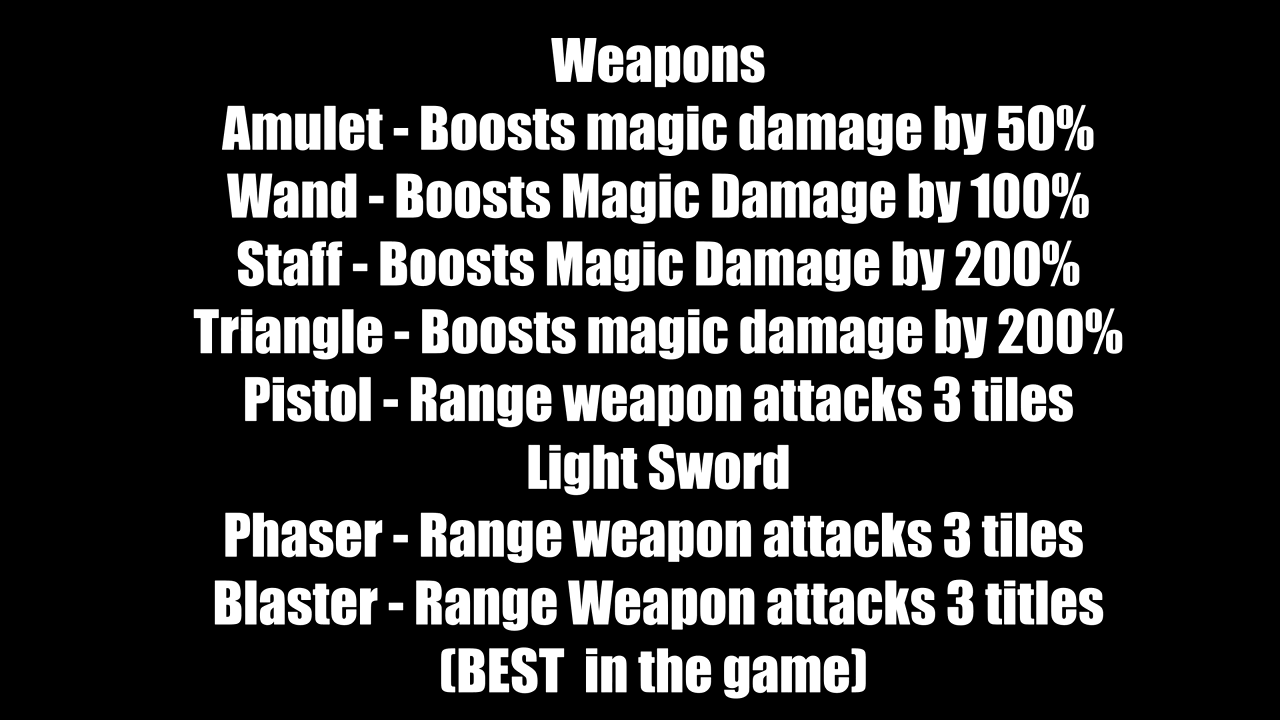 Weapons
Amulet - Boosts magic damage by 50%
Wand - Boosts Magic Damage by 100%
Staff - Boosts Magic Damage by 200%
Triangle - Boosts magic damage by 200%
Pistol - Range weapon attacks 3 tiles
Light Sword
Phaser - Range weapon attacks 3 tiles
Blaster - Range Weapon attacks 3 titles
(BEST  in the game)